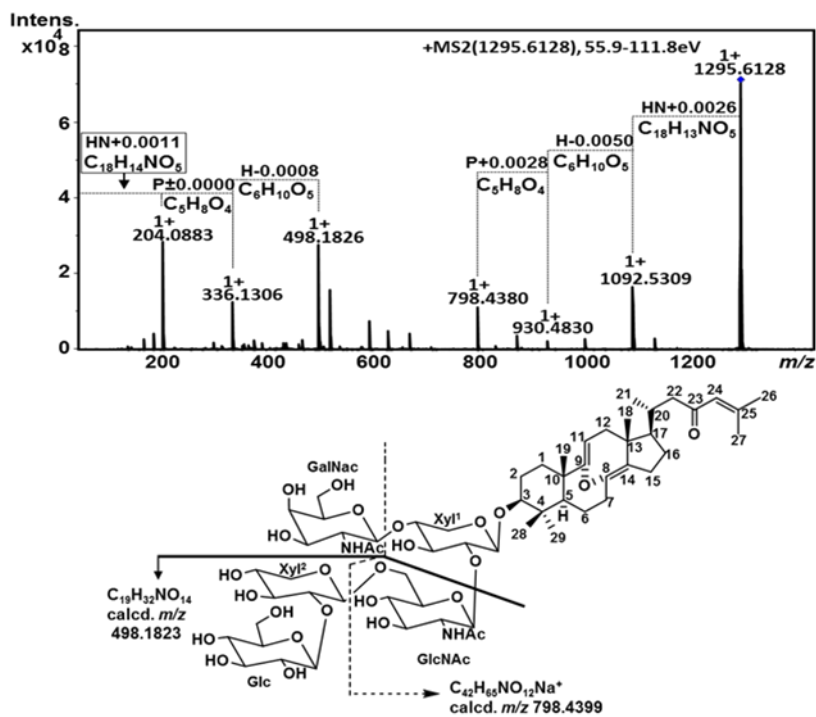 Intens.
x10⁸
+MS2(1295.6128), 55.9-111.8eV
1+
1295.6128
HN+0.0026
C₁₈H₁₃NO₅
H-0.0050
C₆H₁₀O₅
P+0.0028
C₅H₈O₄
HN+0.0011
C₁₈H₁₄NO₅
P±0.0000
C₅H₈O₄
H-0.0008
C₆H₁₀O₅
1+
204.0883
1+
336.1306
1+
498.1826
1+
798.4380
1+
930.4830
1+
1092.5309
6
4
2
0
200
400
600
800
1000
1200
m/z
21
22
23
24
25
26
27
20
O
18
12
17
11
13
16
19
1
9
8
14
15
2
10
O
3
4
5
6
7
H
28
29
GalNac
OH
OH
O
HO
NHAc
O
Xyl¹
O
HO
O
O
Xyl²
HO
HO
O
O
O
OH
HO
HO
O
OH
Glc
HO
HO
O
NHAc
GlcNAc
C₁₉H₃₂NO₁₄
calcd. m/z
498.1823
C₄₂H₆₅NO₁₂Na⁺
calcd. m/z 798.4399